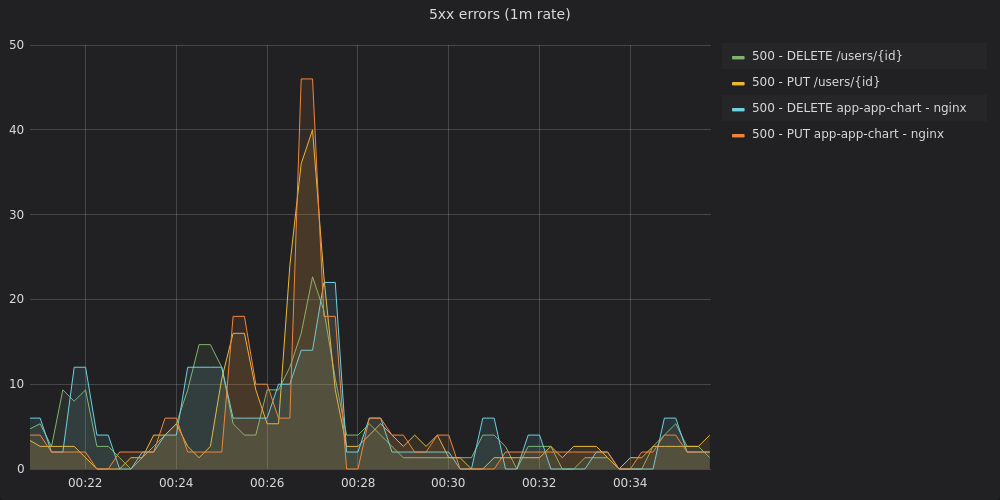 5xx errors (1m rate)
50
40
30
20
10
0
00:22 00:24 00:26 00:28 00:30 00:32 00:34
500 - DELETE /users/{id}
500 - PUT /users/{id}
500 - DELETE app-app-chart - nginx
500 - PUT app-app-chart - nginx